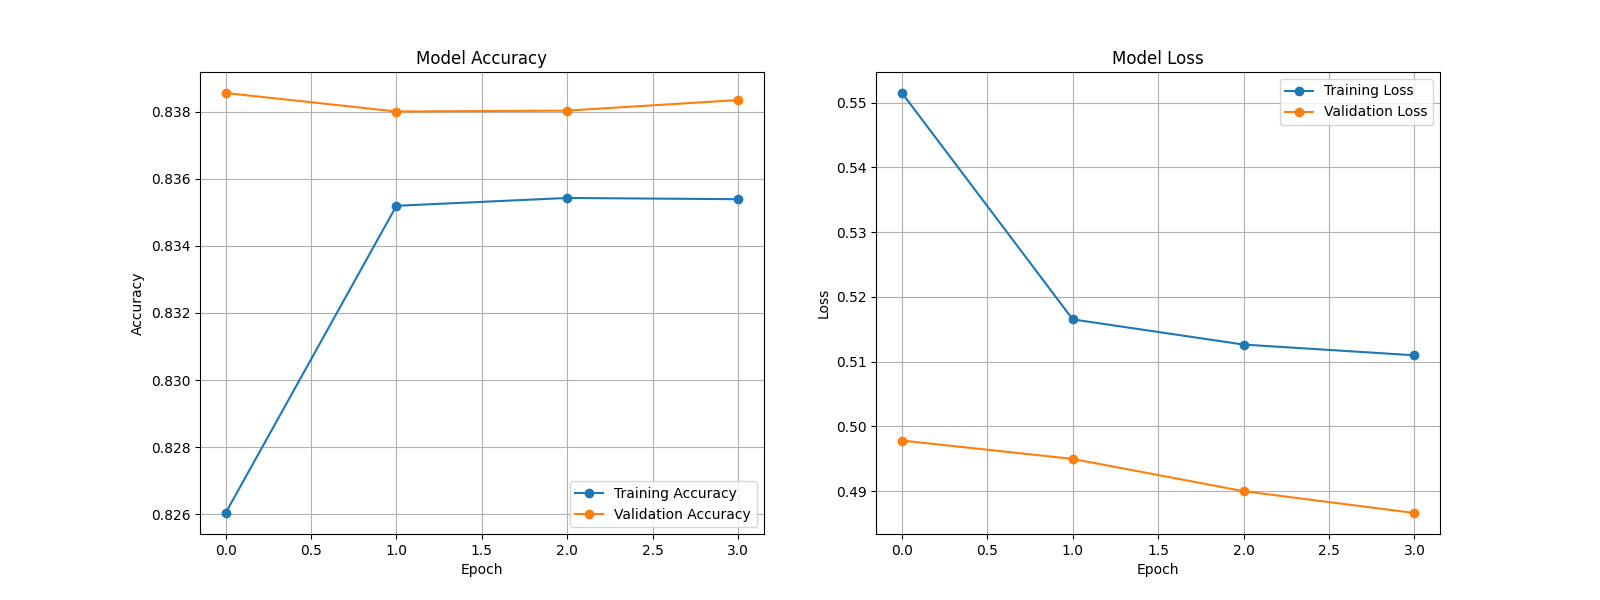 Model Accuracy
0.838
0.836
0.834
0.832
0.830
0.828
0.826
Accuracy
Training Accuracy
Validation Accuracy
0.0 0.5 1.0 1.5 2.0 2.5 3.0
Epoch
Model Loss
0.55
0.54
0.53
0.52
0.51
0.50
0.49
Loss
Training Loss
Validation Loss
0.0 0.5 1.0 1.5 2.0 2.5 3.0
Epoch